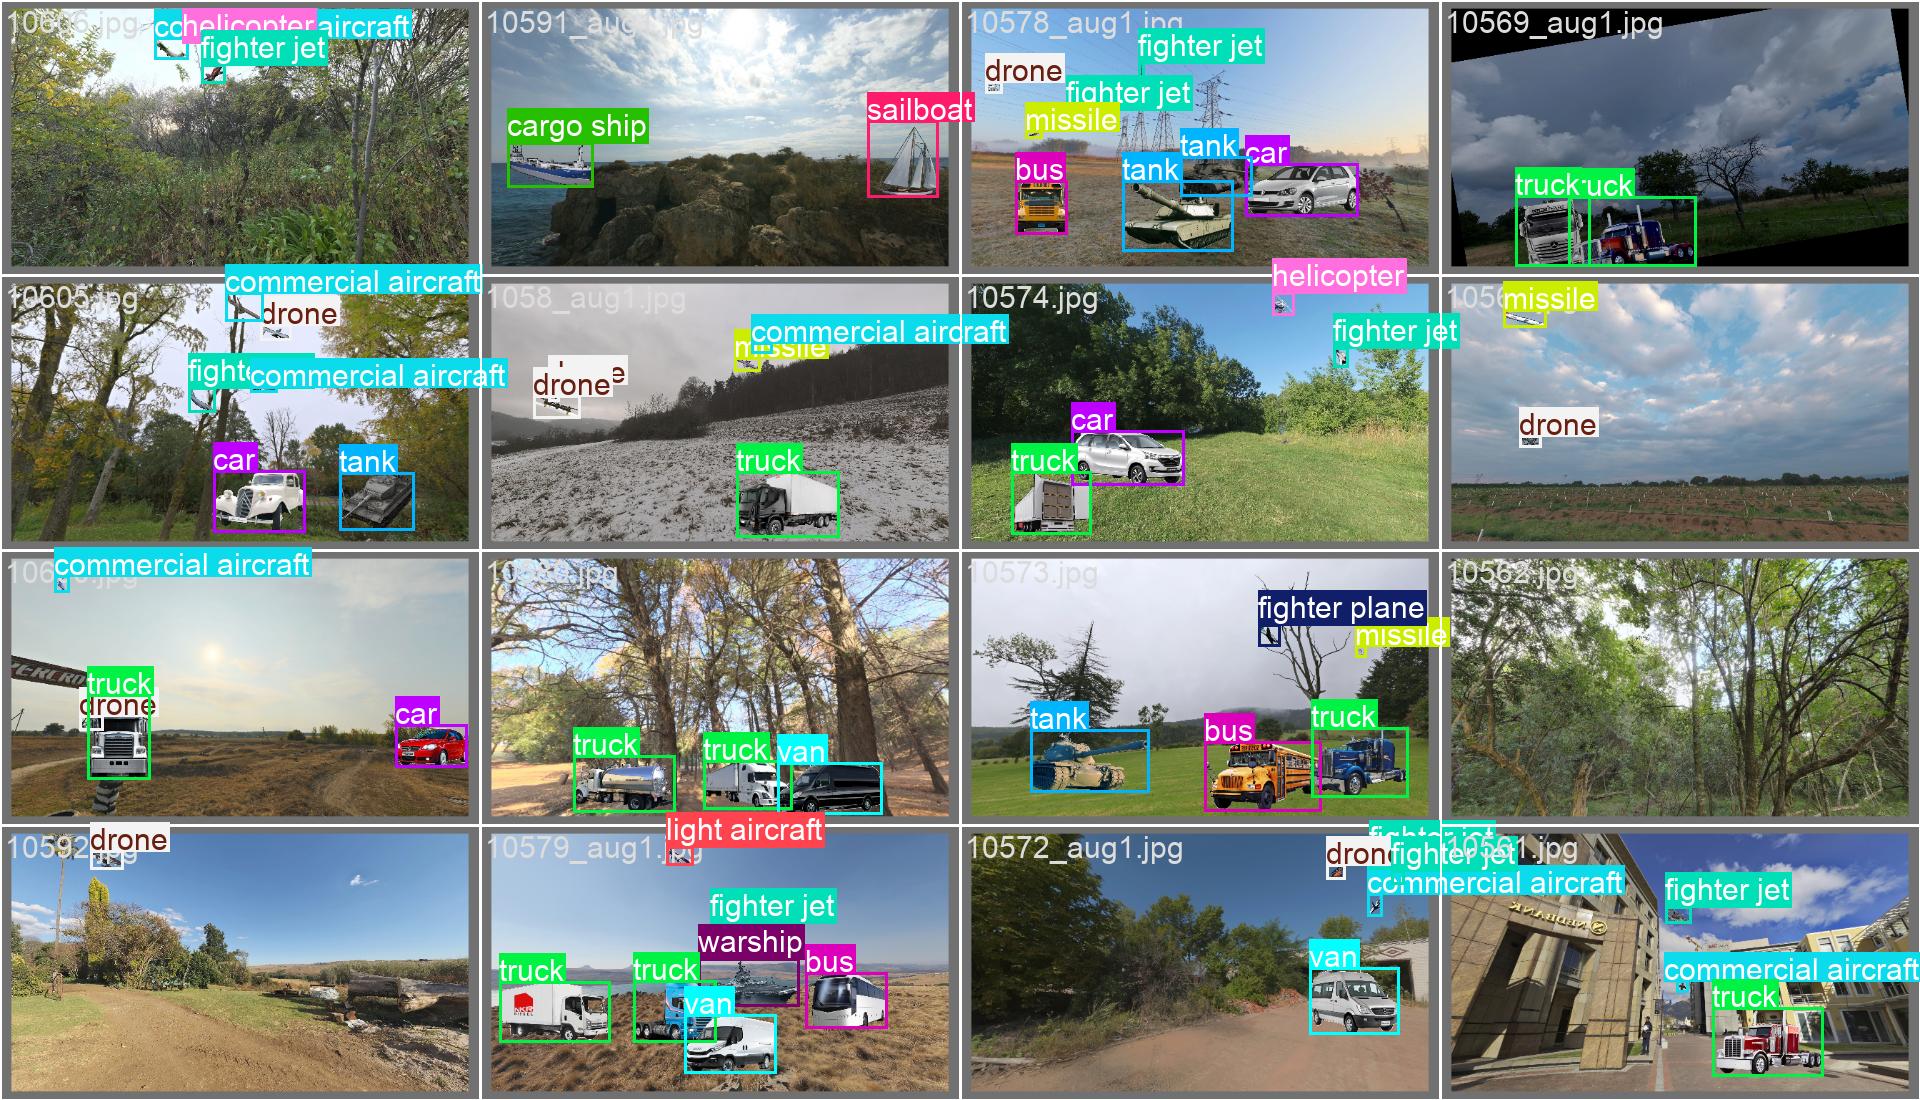 helicopter
aircraft
fighter jet
10591_aug1.jpg
cargo ship
sailboat
10578_aug1.jpg
fighter jet
drone
fighter jet
missile
tank
car
tank
bus
10569_aug1.jpg
truck
10605.jpg
commercial aircraft
drone
commercial aircraft
car
tank
1058_aug1.jpg
commercial aircraft
missile
drone
truck
10574.jpg
helicopter
fighter jet
car
truck
missile
drone
commercial aircraft
truck
drone
car
truck
truck
van
10573.jpg
fighter plane
missile
tank
bus
truck
10562.jpg
drone
10579_aug1.jpg
light aircraft
fighter jet
warship
truck
truck
bus
van
10572_aug1.jpg
fighter jet
fighter jet
commercial aircraft
van
NEDBANK
fighter jet
commercial aircraft
truck